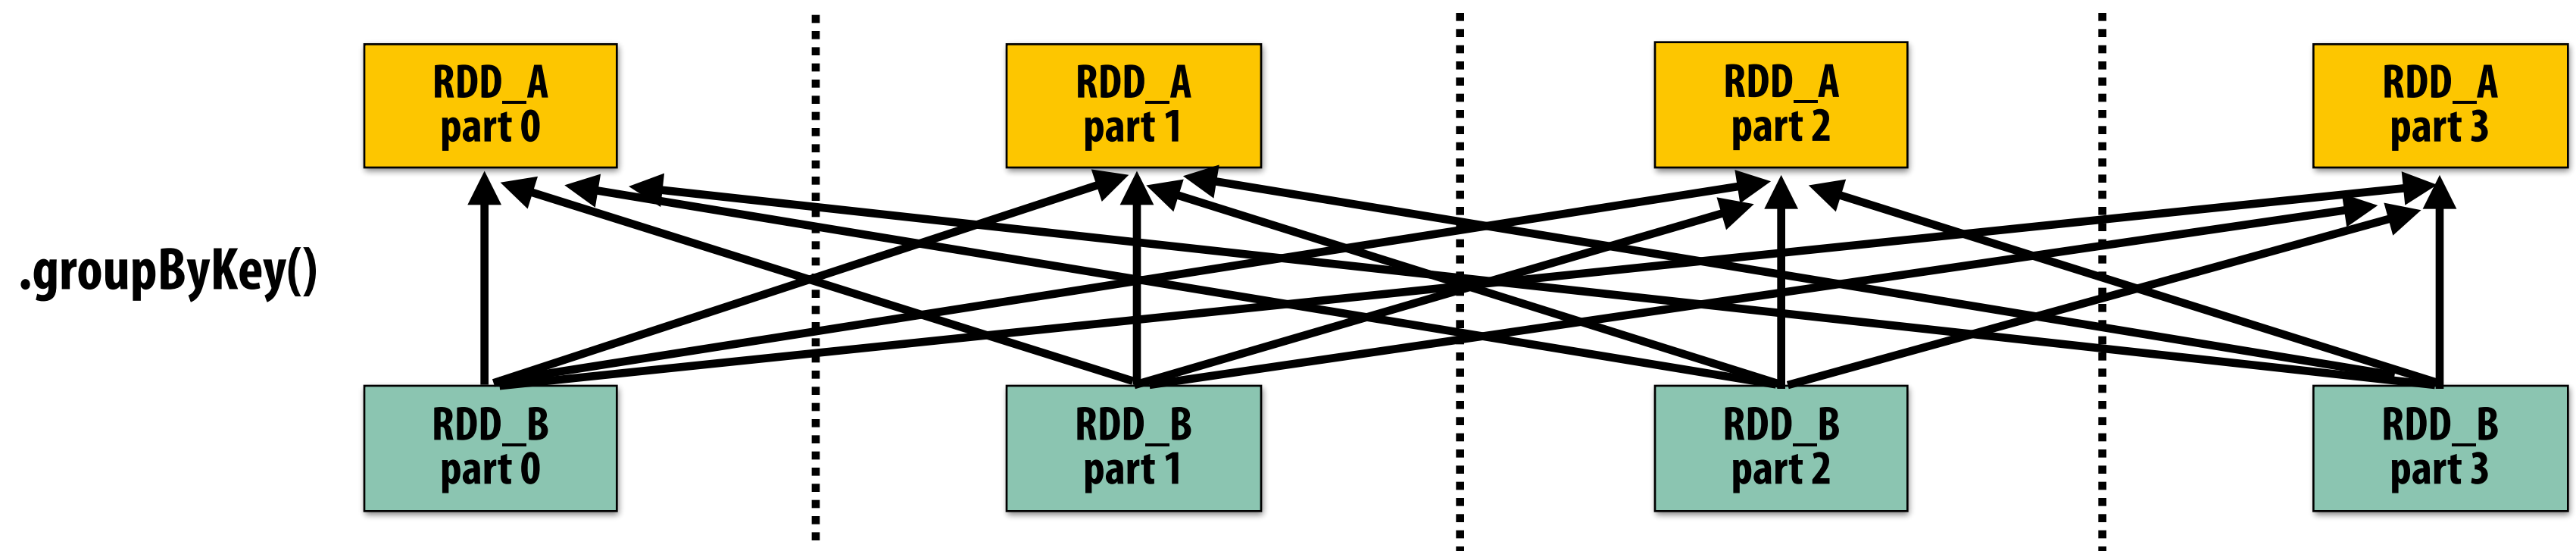 RDD_A
part 0
RDD_A
part 1
RDD_A
part 2
RDD_A
part 3
.groupByKey()
RDD_B
part 0
RDD_B
part 1
RDD_B
part 2
RDD_B
part 3